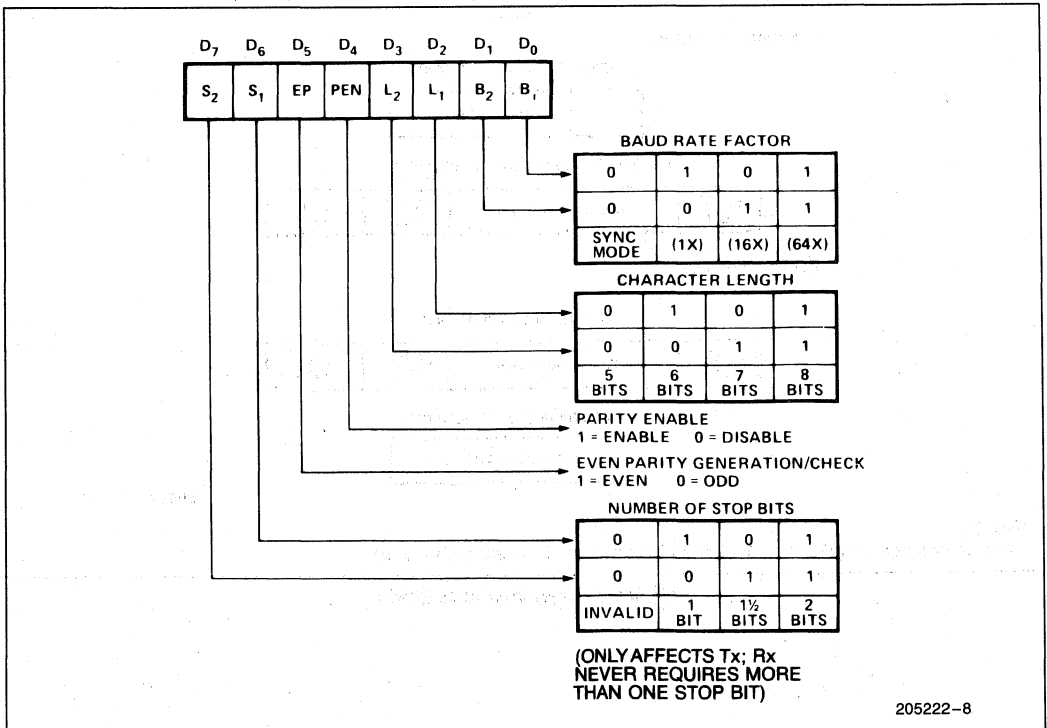 D7 D6 D5 D4 D3 D2 D1 D0
S2 S1 EP PEN L2 L1 B2 B1
BAUD RATE FACTOR
0 1 0 1
0 0 1 1
SYNC MODE (1X) (16X) (64X)
CHARACTER LENGTH
0 1 0 1
0 0 1 1
5 BITS 6 BITS 7 BITS 8 BITS
PARITY ENABLE
1 = ENABLE 0 = DISABLE
EVEN PARITY GENERATION/CHECK
1 = EVEN 0 = ODD
NUMBER OF STOP BITS
0 1 0 1
0 0 1 1
INVALID 1 BIT 1½ BITS 2 BITS
(ONLY AFFECTS Tx; Rx
NEVER REQUIRES MORE
THAN ONE STOP BIT)
205222–8